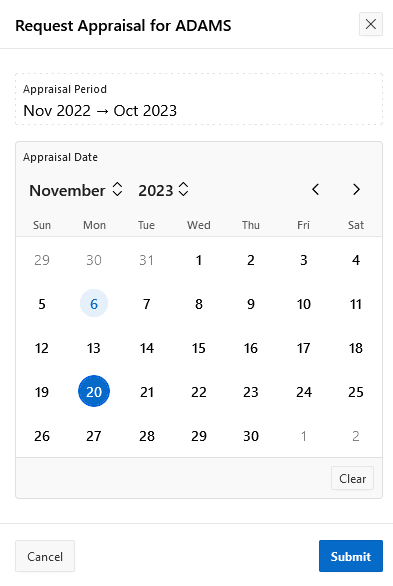 Request Appraisal for ADAMS
Appraisal Period
Nov 2022 → Oct 2023
Appraisal Date
November 2023
Sun Mon Tue Wed Thu Fri Sat
29 30 31 1 2 3 4
5 6 7 8 9 10 11
12 13 14 15 16 17 18
19 20 21 22 23 24 25
26 27 28 29 30 1 2
Clear
Cancel Submit